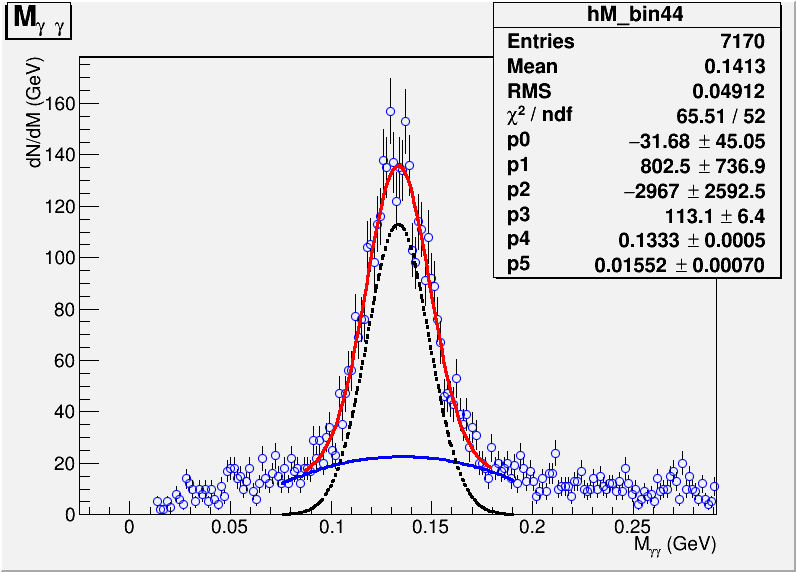 M_γγ
hM_bin44
Entries 7170
Mean 0.1413
RMS 0.04912
χ² / ndf 65.51 / 52
p0 −31.68 ± 45.05
p1 802.5 ± 736.9
p2 −2967 ± 2592.5
p3 113.1 ± 6.4
p4 0.1333 ± 0.0005
p5 0.01552 ± 0.00070
dN/dM (GeV)
160
140
120
100
80
60
40
20
0
0 0.05 0.1 0.15 0.2 0.25
M_γγ (GeV)